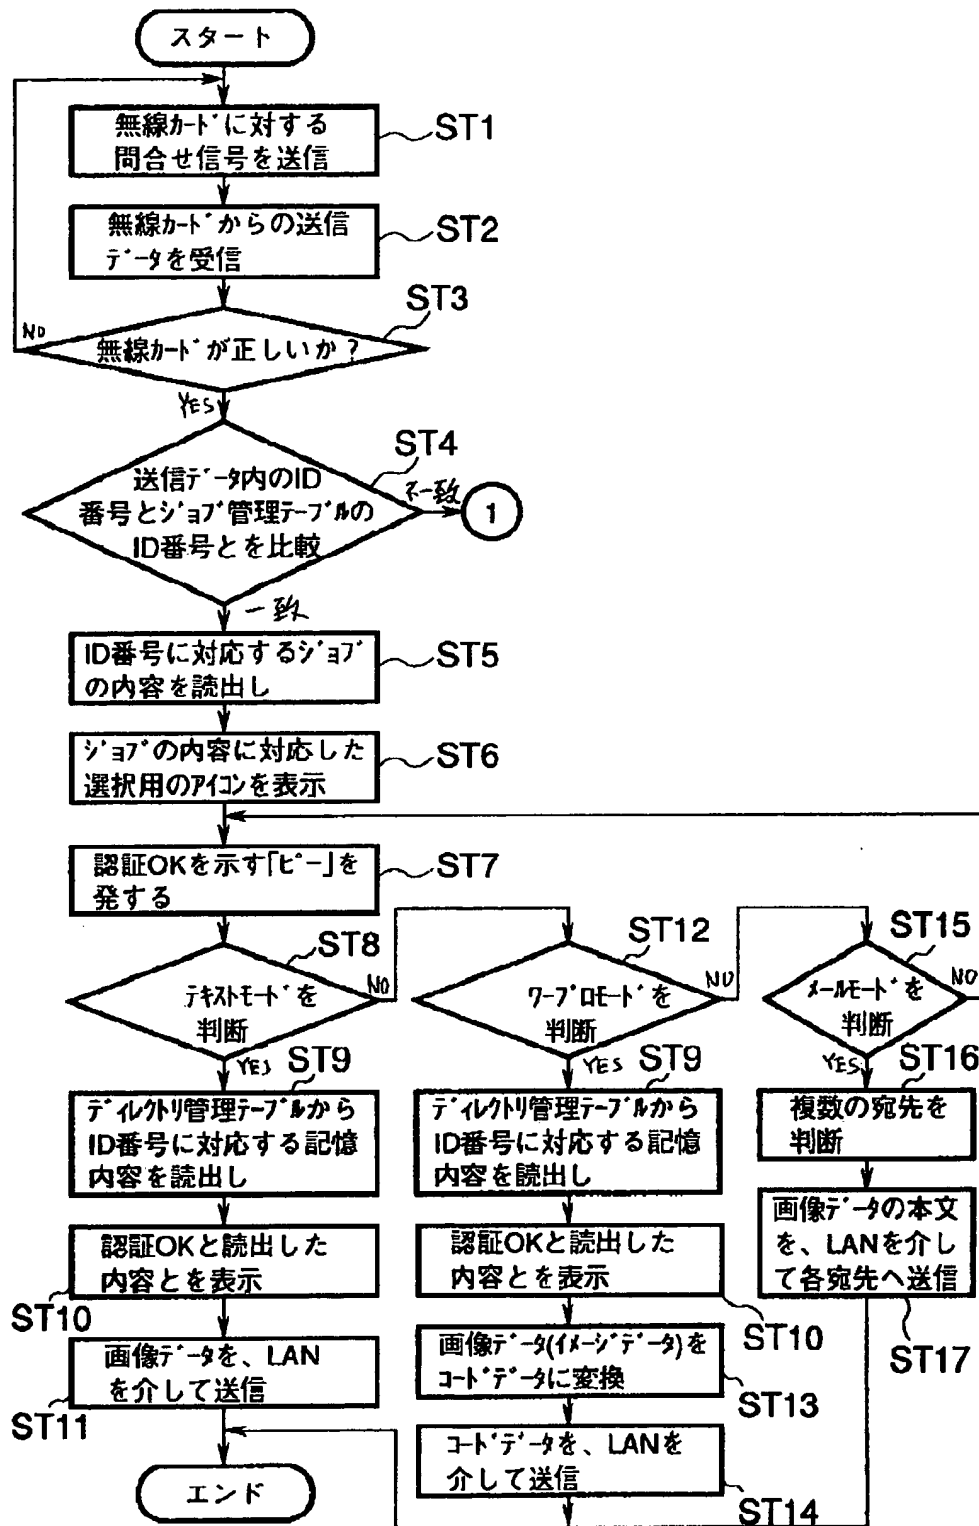 スタート
無線カードに対する
問合せ信号を送信
ST1
無線カードからの送信
データを受信
ST2
ST3
NO
無線カードが正しいか?
YES
ST4
送信データ内のID
番号とジョブ管理テーブルの
ID番号とを比較
不一致
1
一致
ID番号に対応するジョブ
の内容を読出し
ST5
ジョブの内容に対応した
選択用のアイコンを表示
ST6
認証OKを示す「ピー」を
発する
ST7
ST8
テキストモードを
判断
NO
YES
ST9
ディレクトリ管理テーブルから
ID番号に対応する記憶
内容を読出し
認証OKと読出した
内容とを表示
ST10
画像データを、LAN
を介して送信
ST11
エンド
ST12
ワープロモードを
判断
NO
YES
ST9
ディレクトリ管理テーブルから
ID番号に対応する記憶
内容を読出し
認証OKと読出した
内容とを表示
ST10
画像データ(イメージデータ)を
コードデータに変換
ST13
コードデータを、LANを
介して送信
ST14
ST15
メールモードを
判断
NO
YES
ST16
複数の宛先を
判断
画像データの本文
を、LANを介し
て各宛先へ送信
ST17